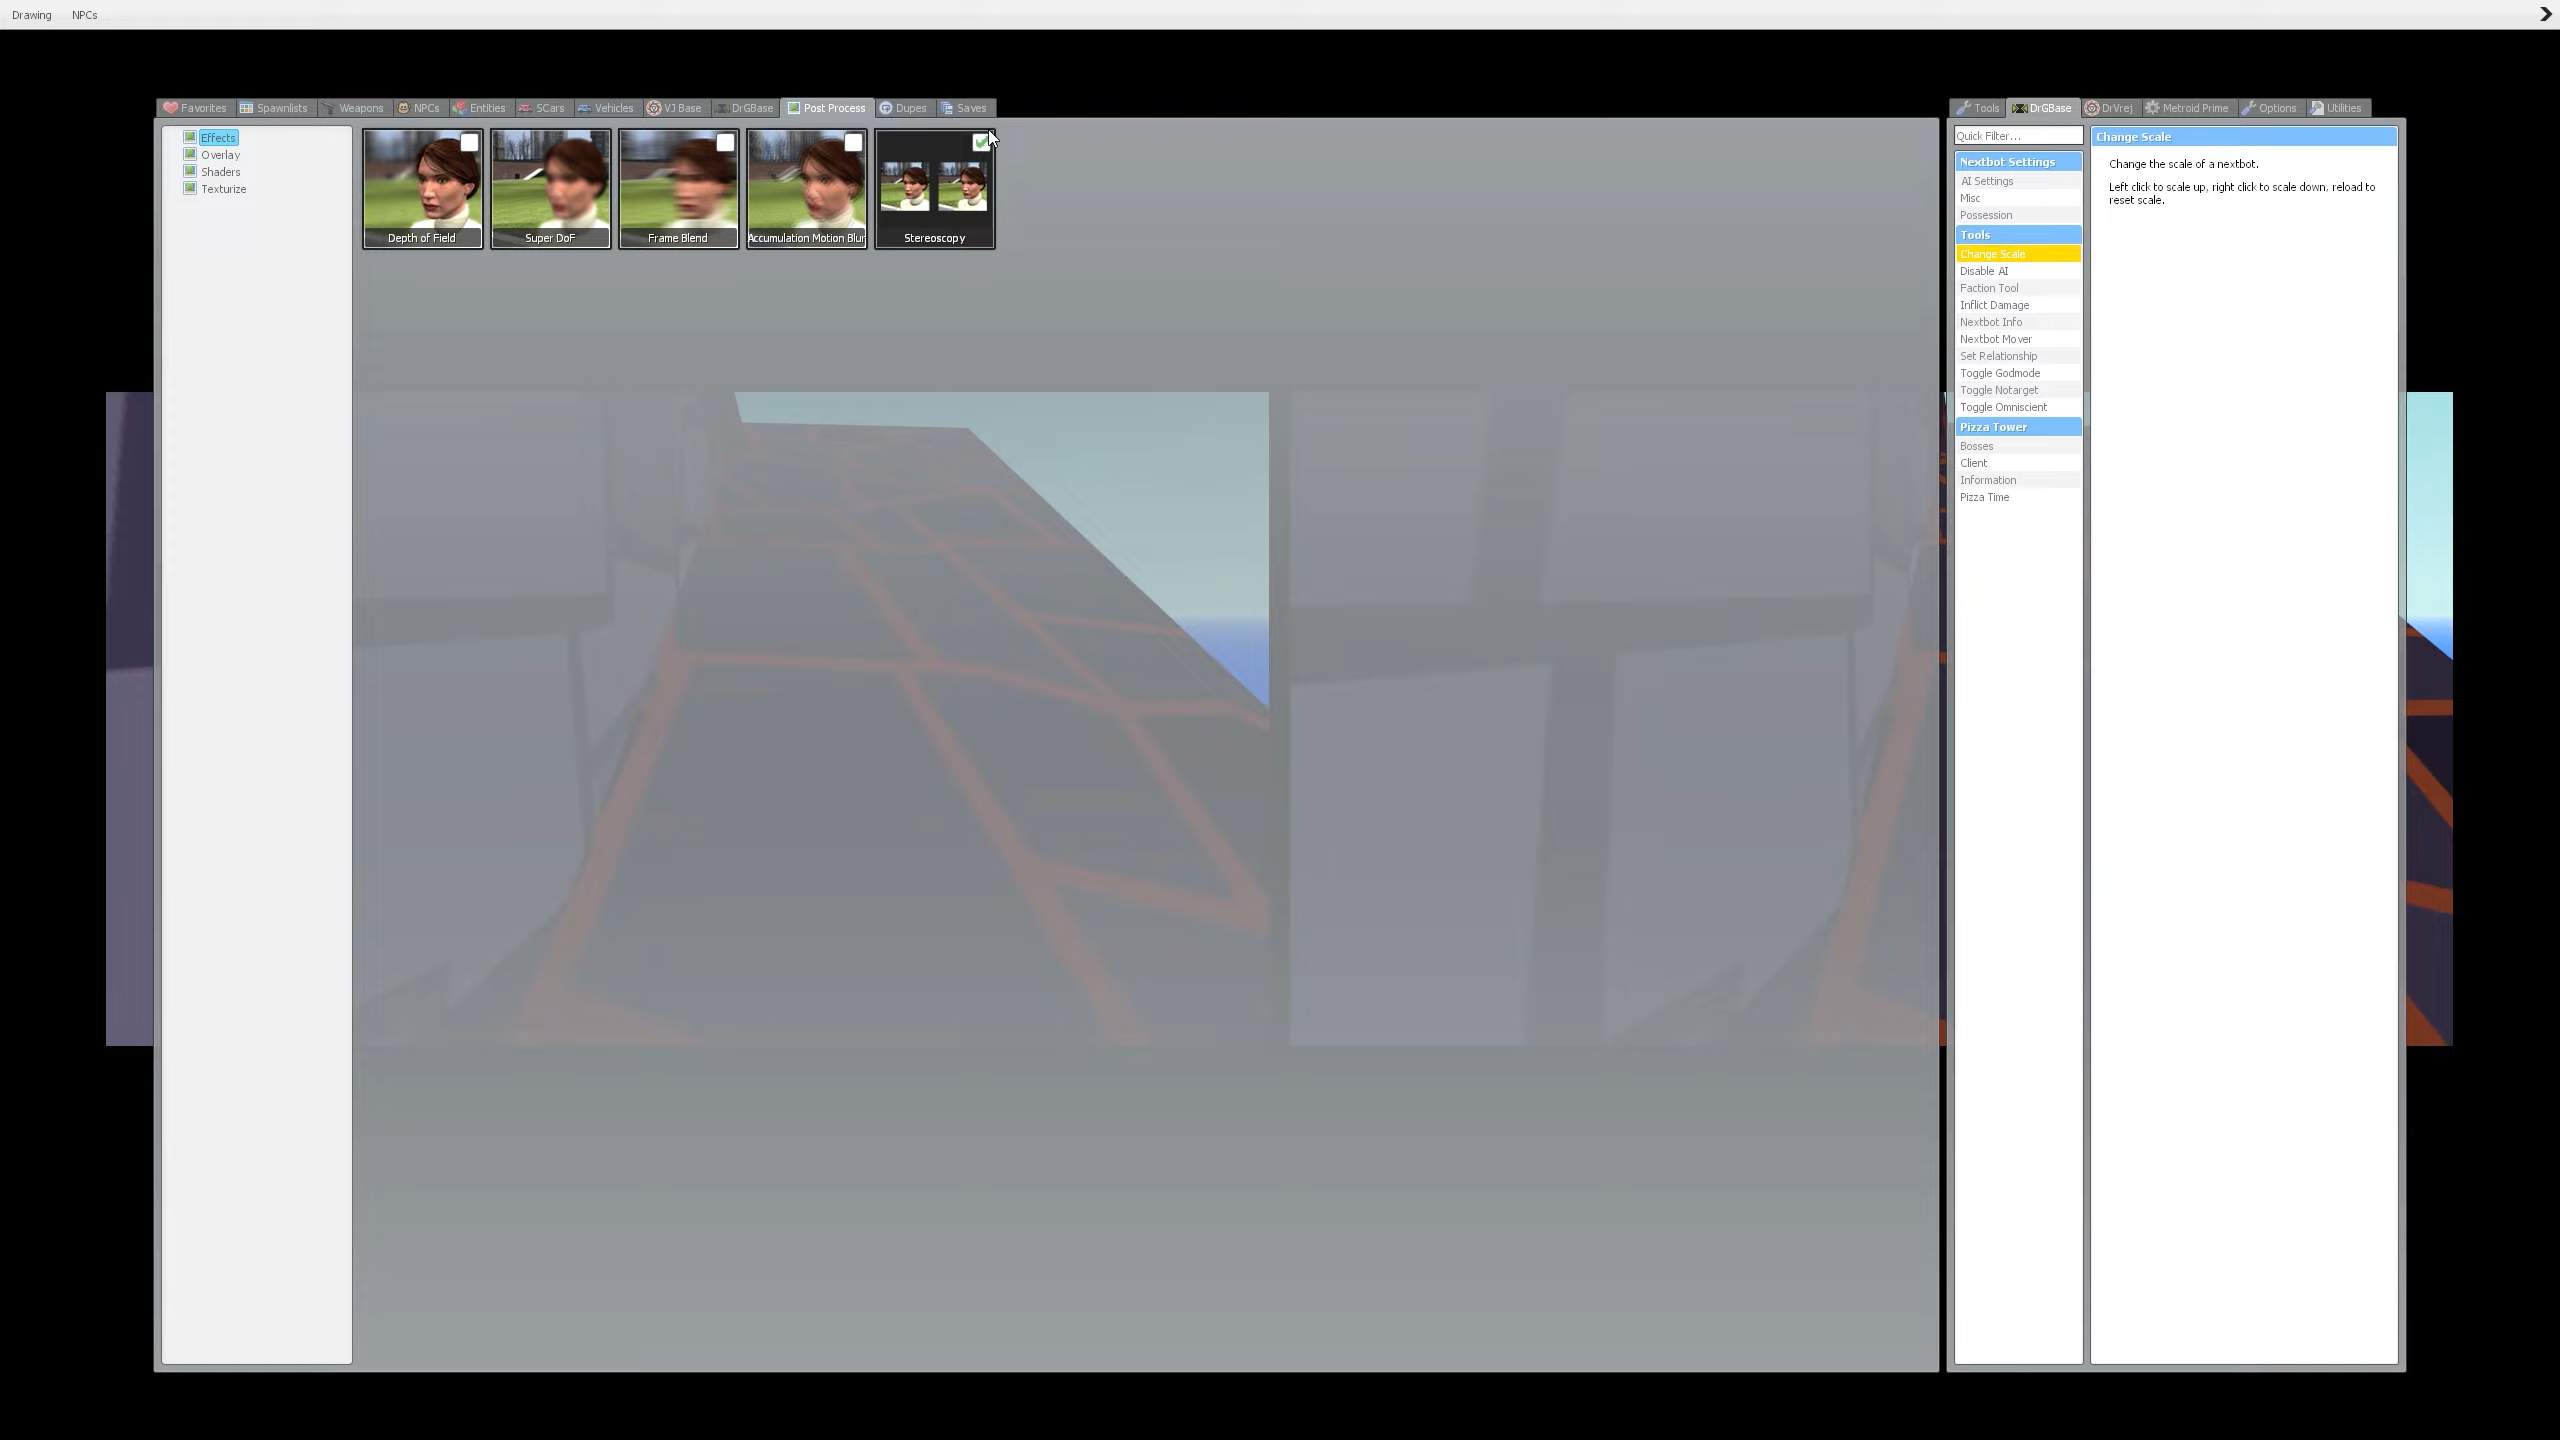 Drawing NPCs
Favorites Spawnlists Weapons NPCs Entities SCars Vehicles VJ Base DrGBase Post Process Dupes Saves
Effects
Overlay
Shaders
Texturize
Depth of Field
Super DoF
Frame Blend
Accumulation Motion Blur
Stereoscopy
Tools DrGBase DrVrej Metroid Prime Options Utilities
Quick Filter...
Nextbot Settings
AI Settings
Misc
Possession
Tools
Change Scale
Disable AI
Faction Tool
Inflict Damage
Nextbot Info
Nextbot Mover
Set Relationship
Toggle Godmode
Toggle Notarget
Toggle Omniscient
Pizza Tower
Bosses
Client
Information
Pizza Time
Change Scale
Change the scale of a nextbot.
Left click to scale up, right click to scale down, reload to
reset scale.